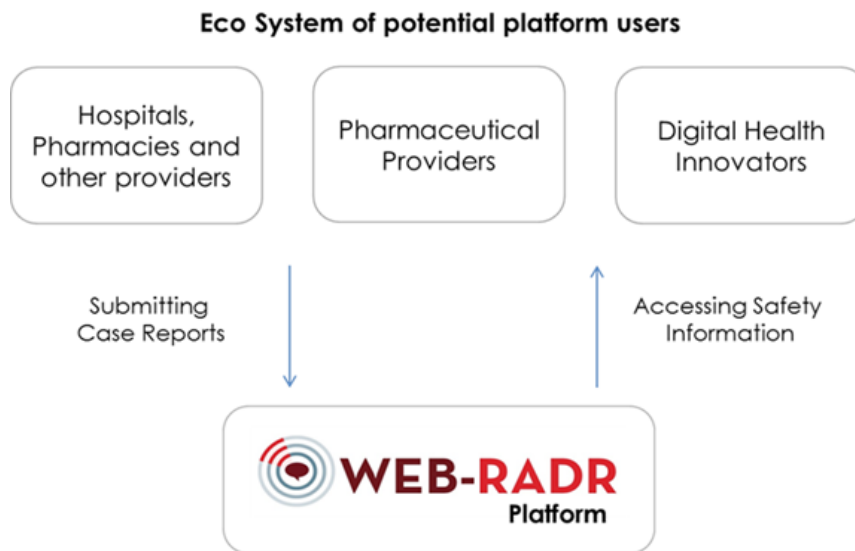 Eco System of potential platform users
Hospitals,
Pharmacies and
other providers
Pharmaceutical
Providers
Digital Health
Innovators
Submitting
Case Reports
Accessing Safety
Information
WEB-RADR
Platform